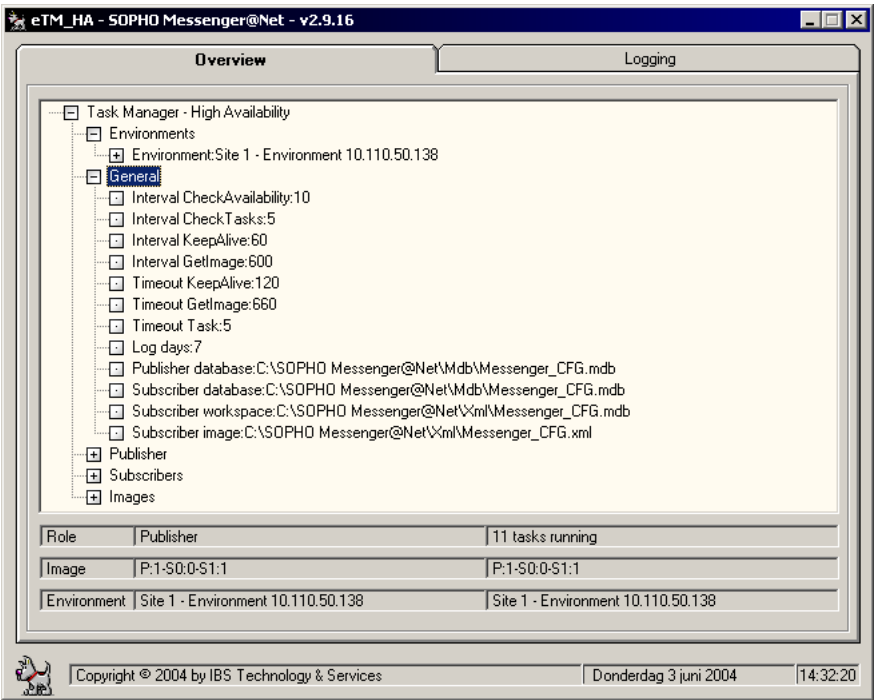 eTM_HA - SOPHO Messenger@Net - v2.9.16
Overview
Logging
Task Manager - High Availability
Environments
Environment:Site 1 - Environment 10.110.50.138
General
Interval CheckAvailability:10
Interval CheckTasks:5
Interval KeepAlive:60
Interval GetImage:600
Timeout KeepAlive:120
Timeout GetImage:660
Timeout Task:5
Log days:7
Publisher database:C:\SOPHO Messenger@Net\Mdb\Messenger_CFG.mdb
Subscriber database:C:\SOPHO Messenger@Net\Mdb\Messenger_CFG.mdb
Subscriber workspace:C:\SOPHO Messenger@Net\Xml\Messenger_CFG.mdb
Subscriber image:C:\SOPHO Messenger@Net\Xml\Messenger_CFG.xml
Publisher
Subscribers
Images
Role Publisher 11 tasks running
Image P:1-S0:0-S1:1 P:1-S0:0-S1:1
Environment Site 1 - Environment 10.110.50.138 Site 1 - Environment 10.110.50.138
Copyright © 2004 by IBS Technology & Services Donderdag 3 juni 2004 14:32:20